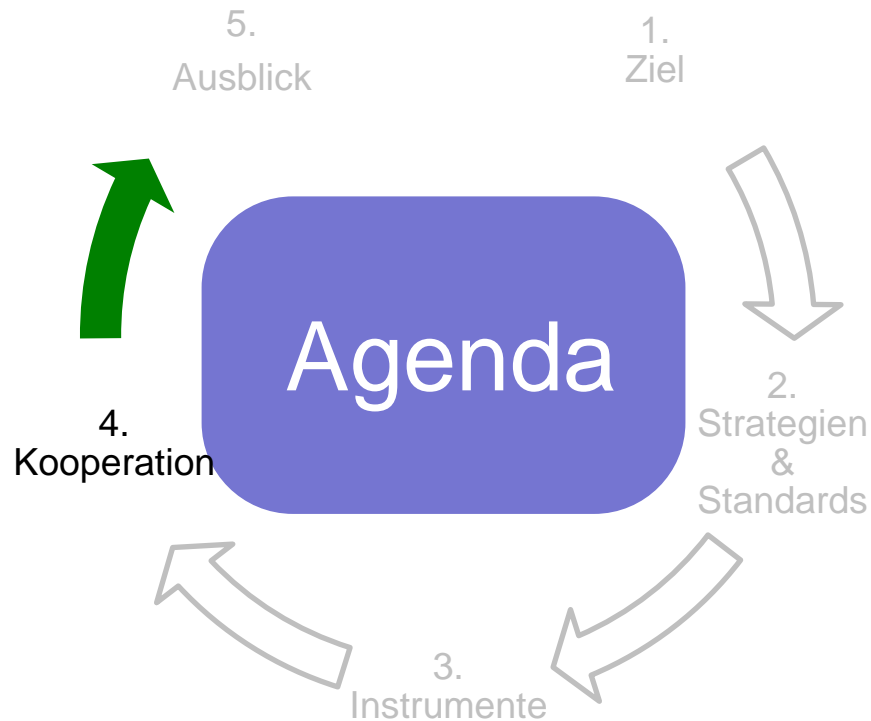 5.
Ausblick
1.
Ziel
Agenda
2.
Strategien
&
Standards
4.
Kooperation
3.
Instrumente